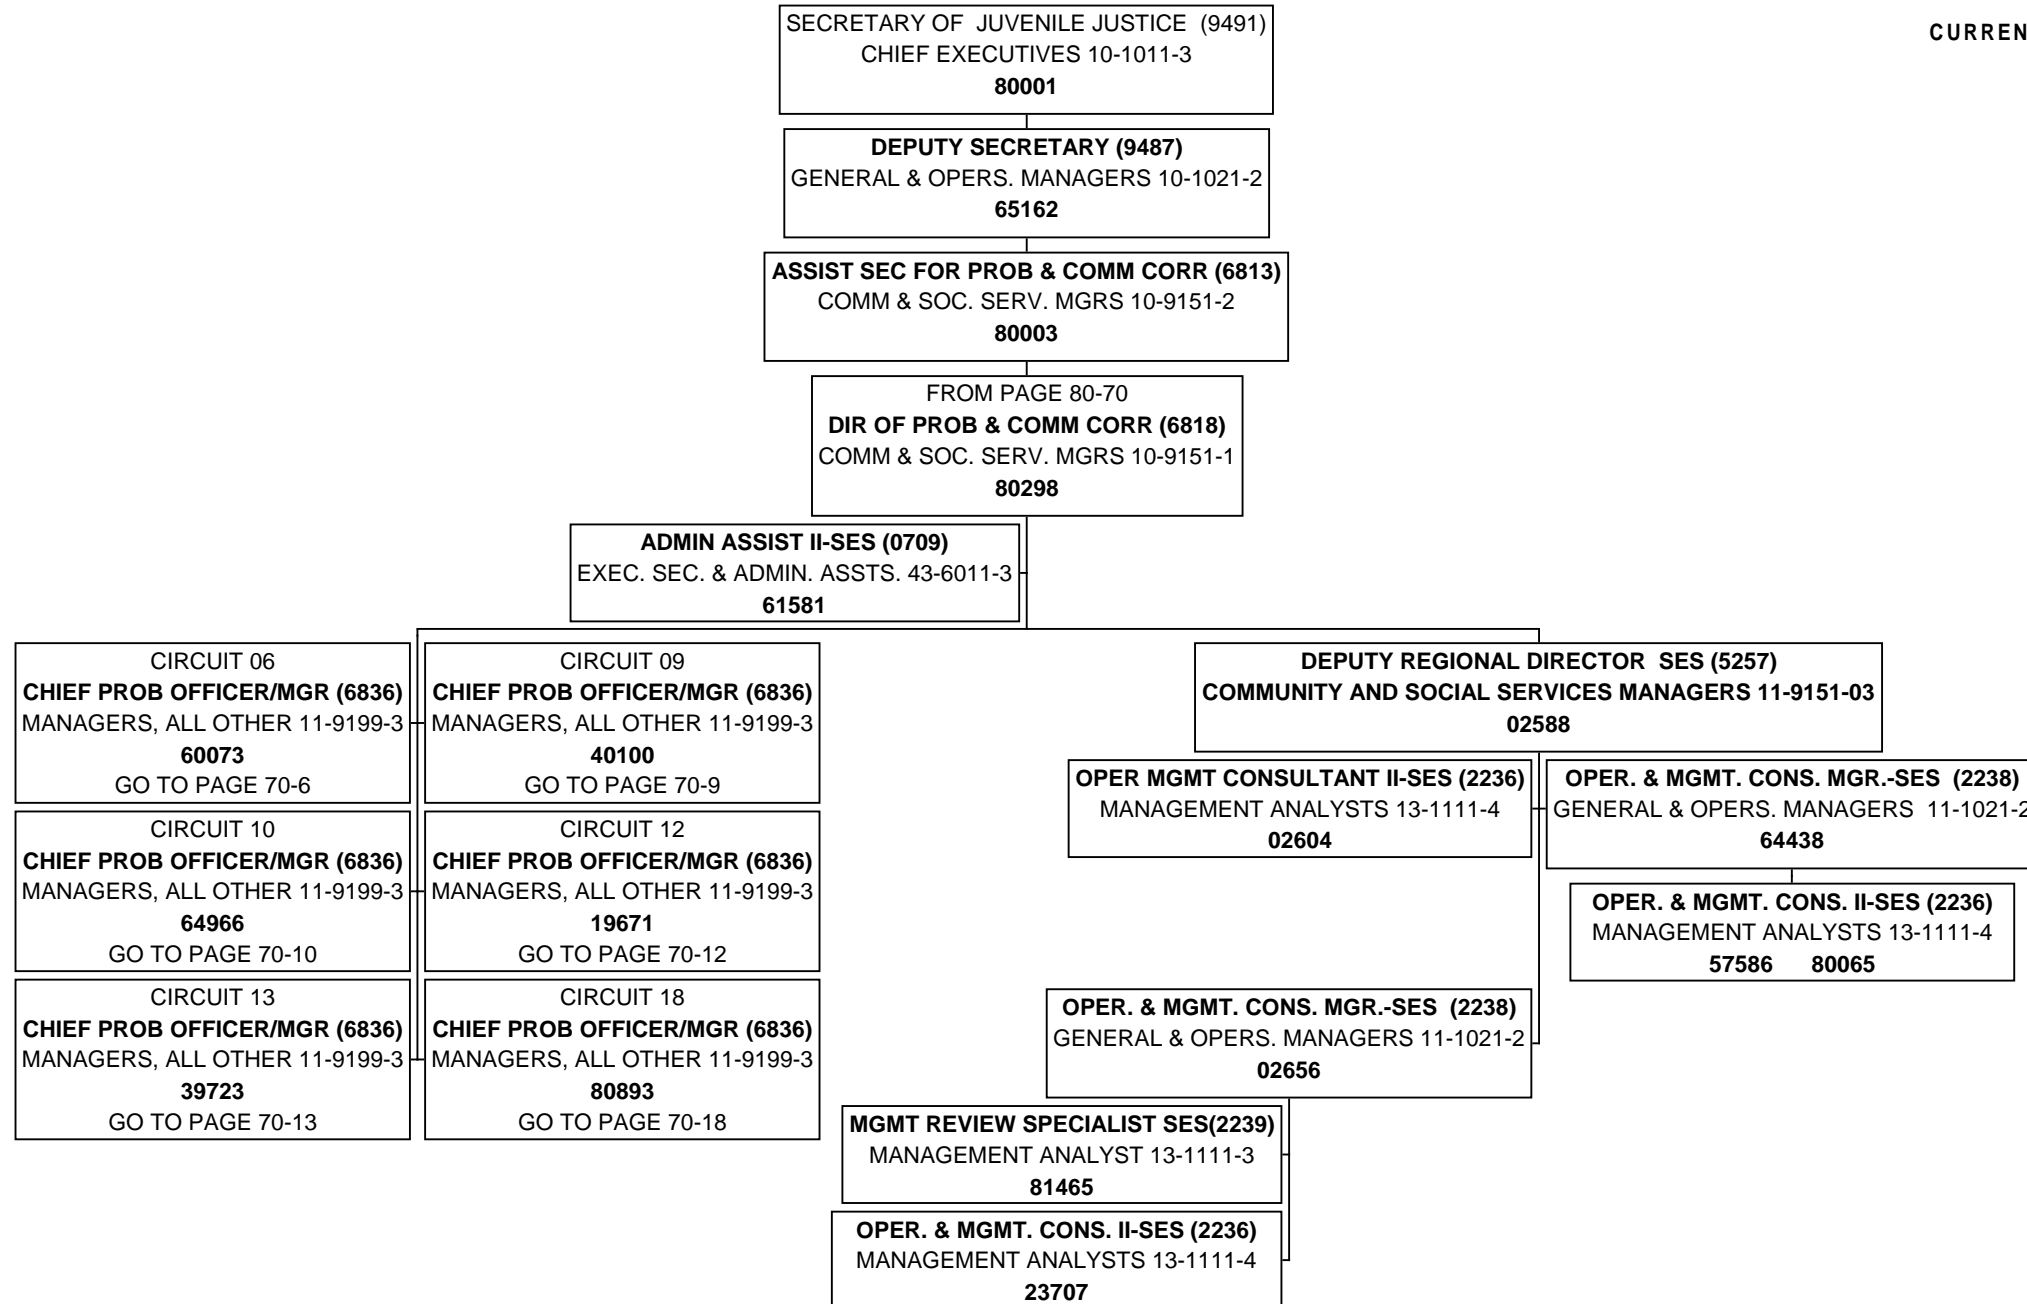 CURREN
SECRETARY OF JUVENILE JUSTICE (9491)
CHIEF EXECUTIVES 10-1011-3
80001
DEPUTY SECRETARY (9487)
GENERAL & OPERS. MANAGERS 10-1021-2
65162
ASSIST SEC FOR PROB & COMM CORR (6813)
COMM & SOC. SERV. MGRS 10-9151-2
80003
FROM PAGE 80-70
DIR OF PROB & COMM CORR (6818)
COMM & SOC. SERV. MGRS 10-9151-1
80298
ADMIN ASSIST II-SES (0709)
EXEC. SEC. & ADMIN. ASSTS. 43-6011-3
61581
CIRCUIT 06
CHIEF PROB OFFICER/MGR (6836)
MANAGERS, ALL OTHER 11-9199-3
60073
GO TO PAGE 70-6
CIRCUIT 09
CHIEF PROB OFFICER/MGR (6836)
MANAGERS, ALL OTHER 11-9199-3
40100
GO TO PAGE 70-9
CIRCUIT 10
CHIEF PROB OFFICER/MGR (6836)
MANAGERS, ALL OTHER 11-9199-3
64966
GO TO PAGE 70-10
CIRCUIT 12
CHIEF PROB OFFICER/MGR (6836)
MANAGERS, ALL OTHER 11-9199-3
19671
GO TO PAGE 70-12
CIRCUIT 13
CHIEF PROB OFFICER/MGR (6836)
MANAGERS, ALL OTHER 11-9199-3
39723
GO TO PAGE 70-13
CIRCUIT 18
CHIEF PROB OFFICER/MGR (6836)
MANAGERS, ALL OTHER 11-9199-3
80893
GO TO PAGE 70-18
DEPUTY REGIONAL DIRECTOR SES (5257)
COMMUNITY AND SOCIAL SERVICES MANAGERS 11-9151-03
02588
OPER MGMT CONSULTANT II-SES (2236)
MANAGEMENT ANALYSTS 13-1111-4
02604
OPER. & MGMT. CONS. MGR.-SES (2238)
GENERAL & OPERS. MANAGERS 11-1021-2
64438
OPER. & MGMT. CONS. II-SES (2236)
MANAGEMENT ANALYSTS 13-1111-4
57586 80065
OPER. & MGMT. CONS. MGR.-SES (2238)
GENERAL & OPERS. MANAGERS 11-1021-2
02656
MGMT REVIEW SPECIALIST SES(2239)
MANAGEMENT ANALYST 13-1111-3
81465
OPER. & MGMT. CONS. II-SES (2236)
MANAGEMENT ANALYSTS 13-1111-4
23707